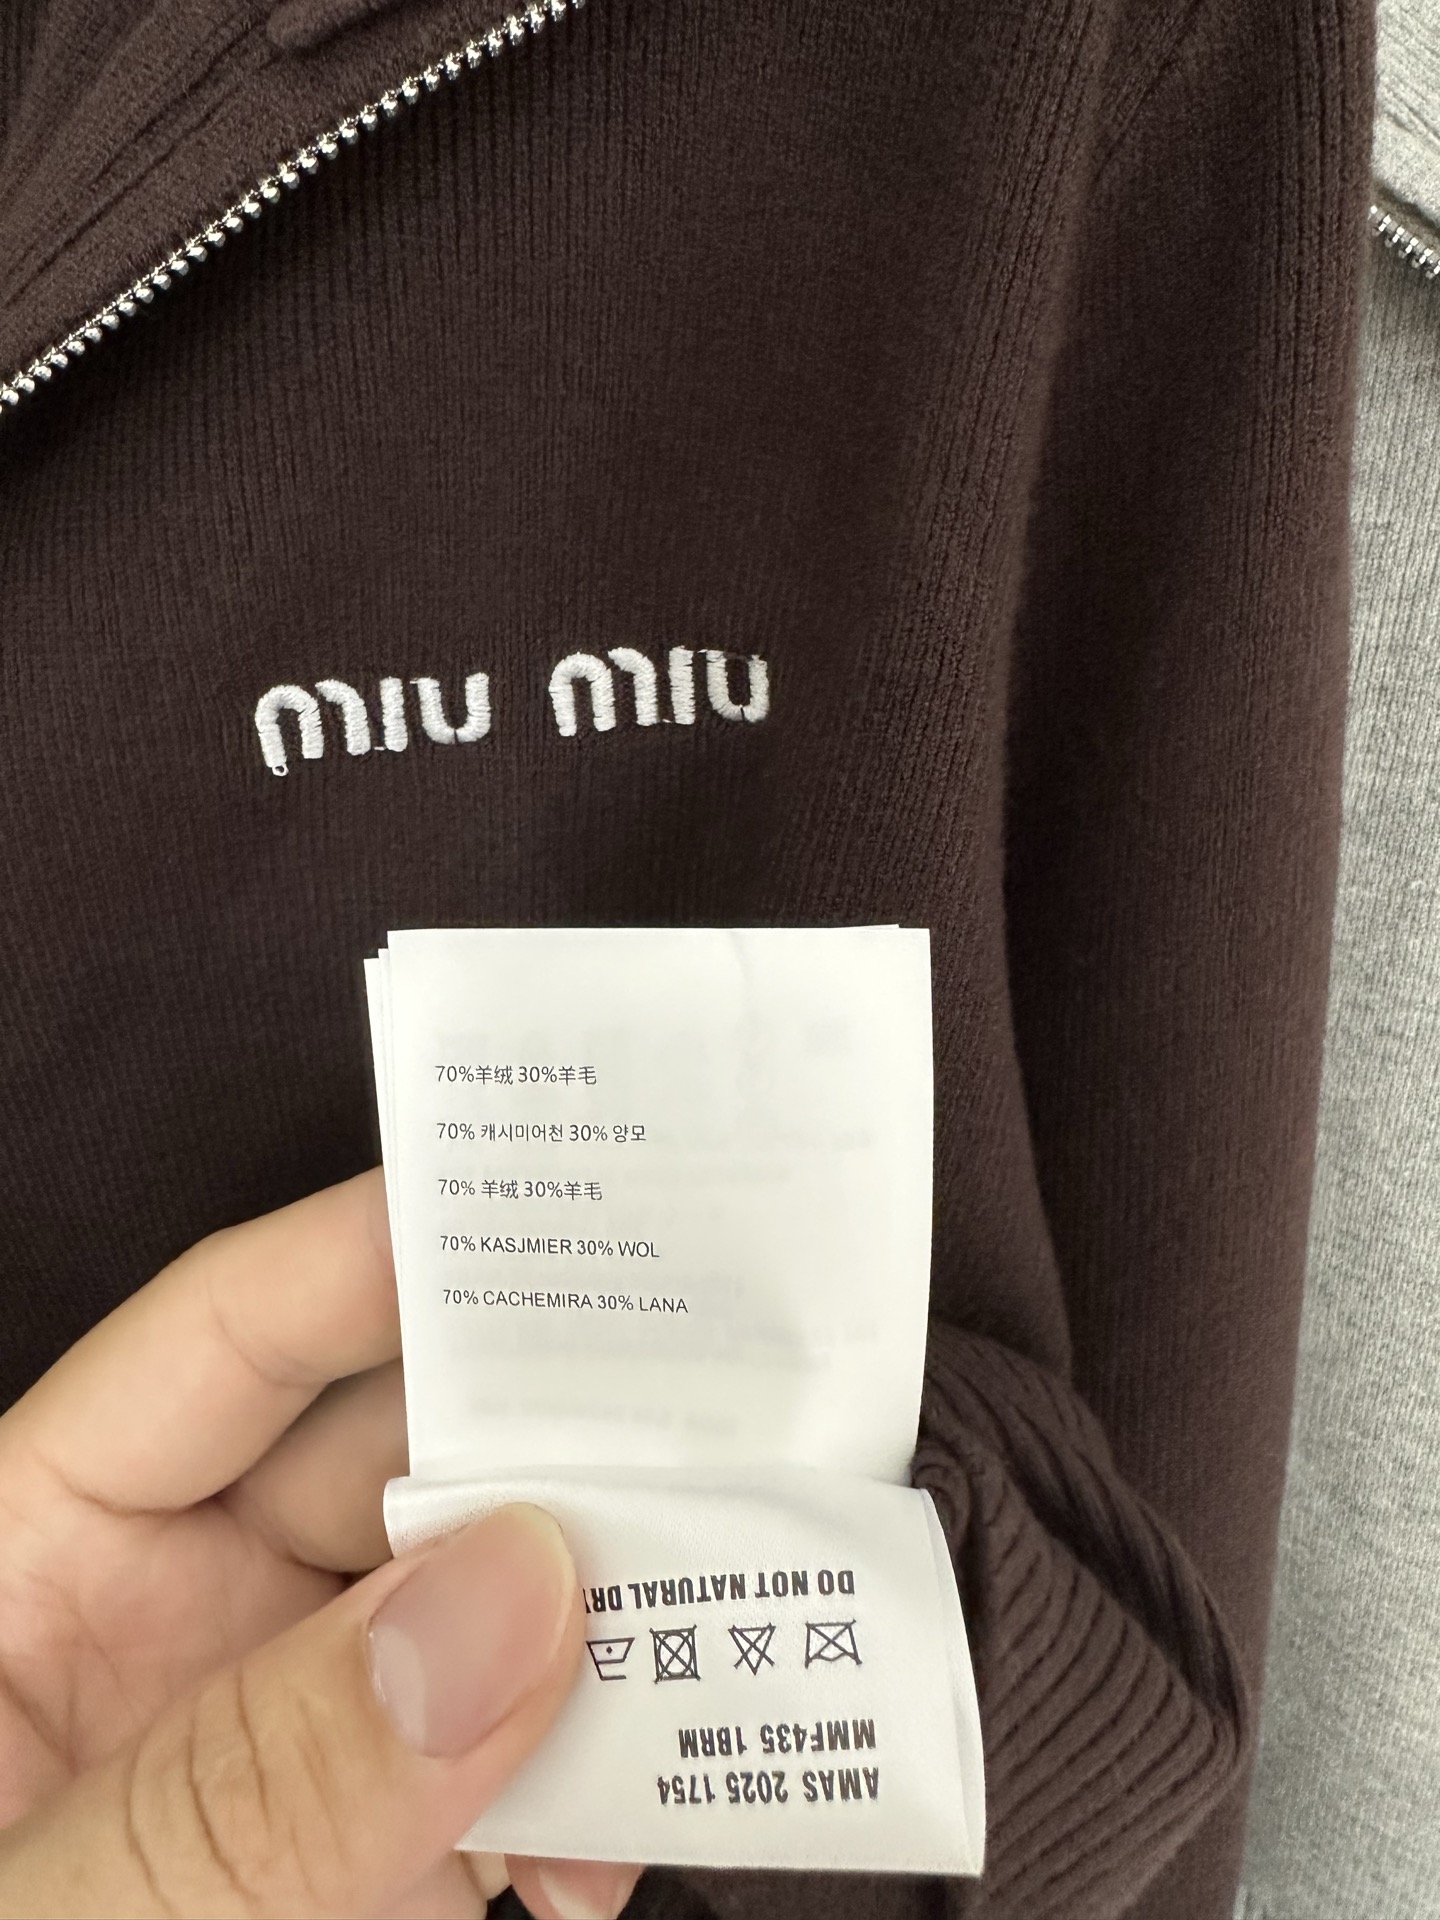 MIU MIU
70%羊绒 30%羊毛
70% 캐시미어천 30% 양모
70% 羊绒 30%羊毛
70% KASJMIER 30% WOL
70% CACHEMIRA 30% LANA
DO NOT NATURAL DRY
MMF435 1BRM
AMAS 2025 1754